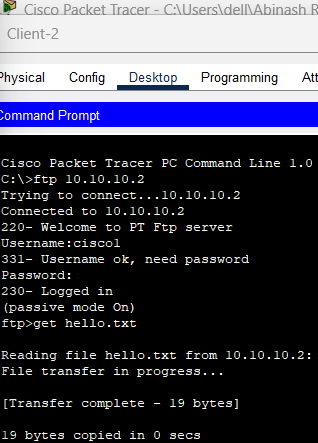 Cisco Packet Tracer - C:\Users\dell\Abinash R
Client-2
Physical Config Desktop Programming Att
Command Prompt
Cisco Packet Tracer PC Command Line 1.0
C:\>ftp 10.10.10.2
Trying to connect...10.10.10.2
Connected to 10.10.10.2
220- Welcome to PT Ftp server
Username:cisco1
331- Username ok, need password
Password:
230- Logged in
(passive mode On)
ftp>get hello.txt
Reading file hello.txt from 10.10.10.2:
File transfer in progress...
[Transfer complete - 19 bytes]
19 bytes copied in 0 secs